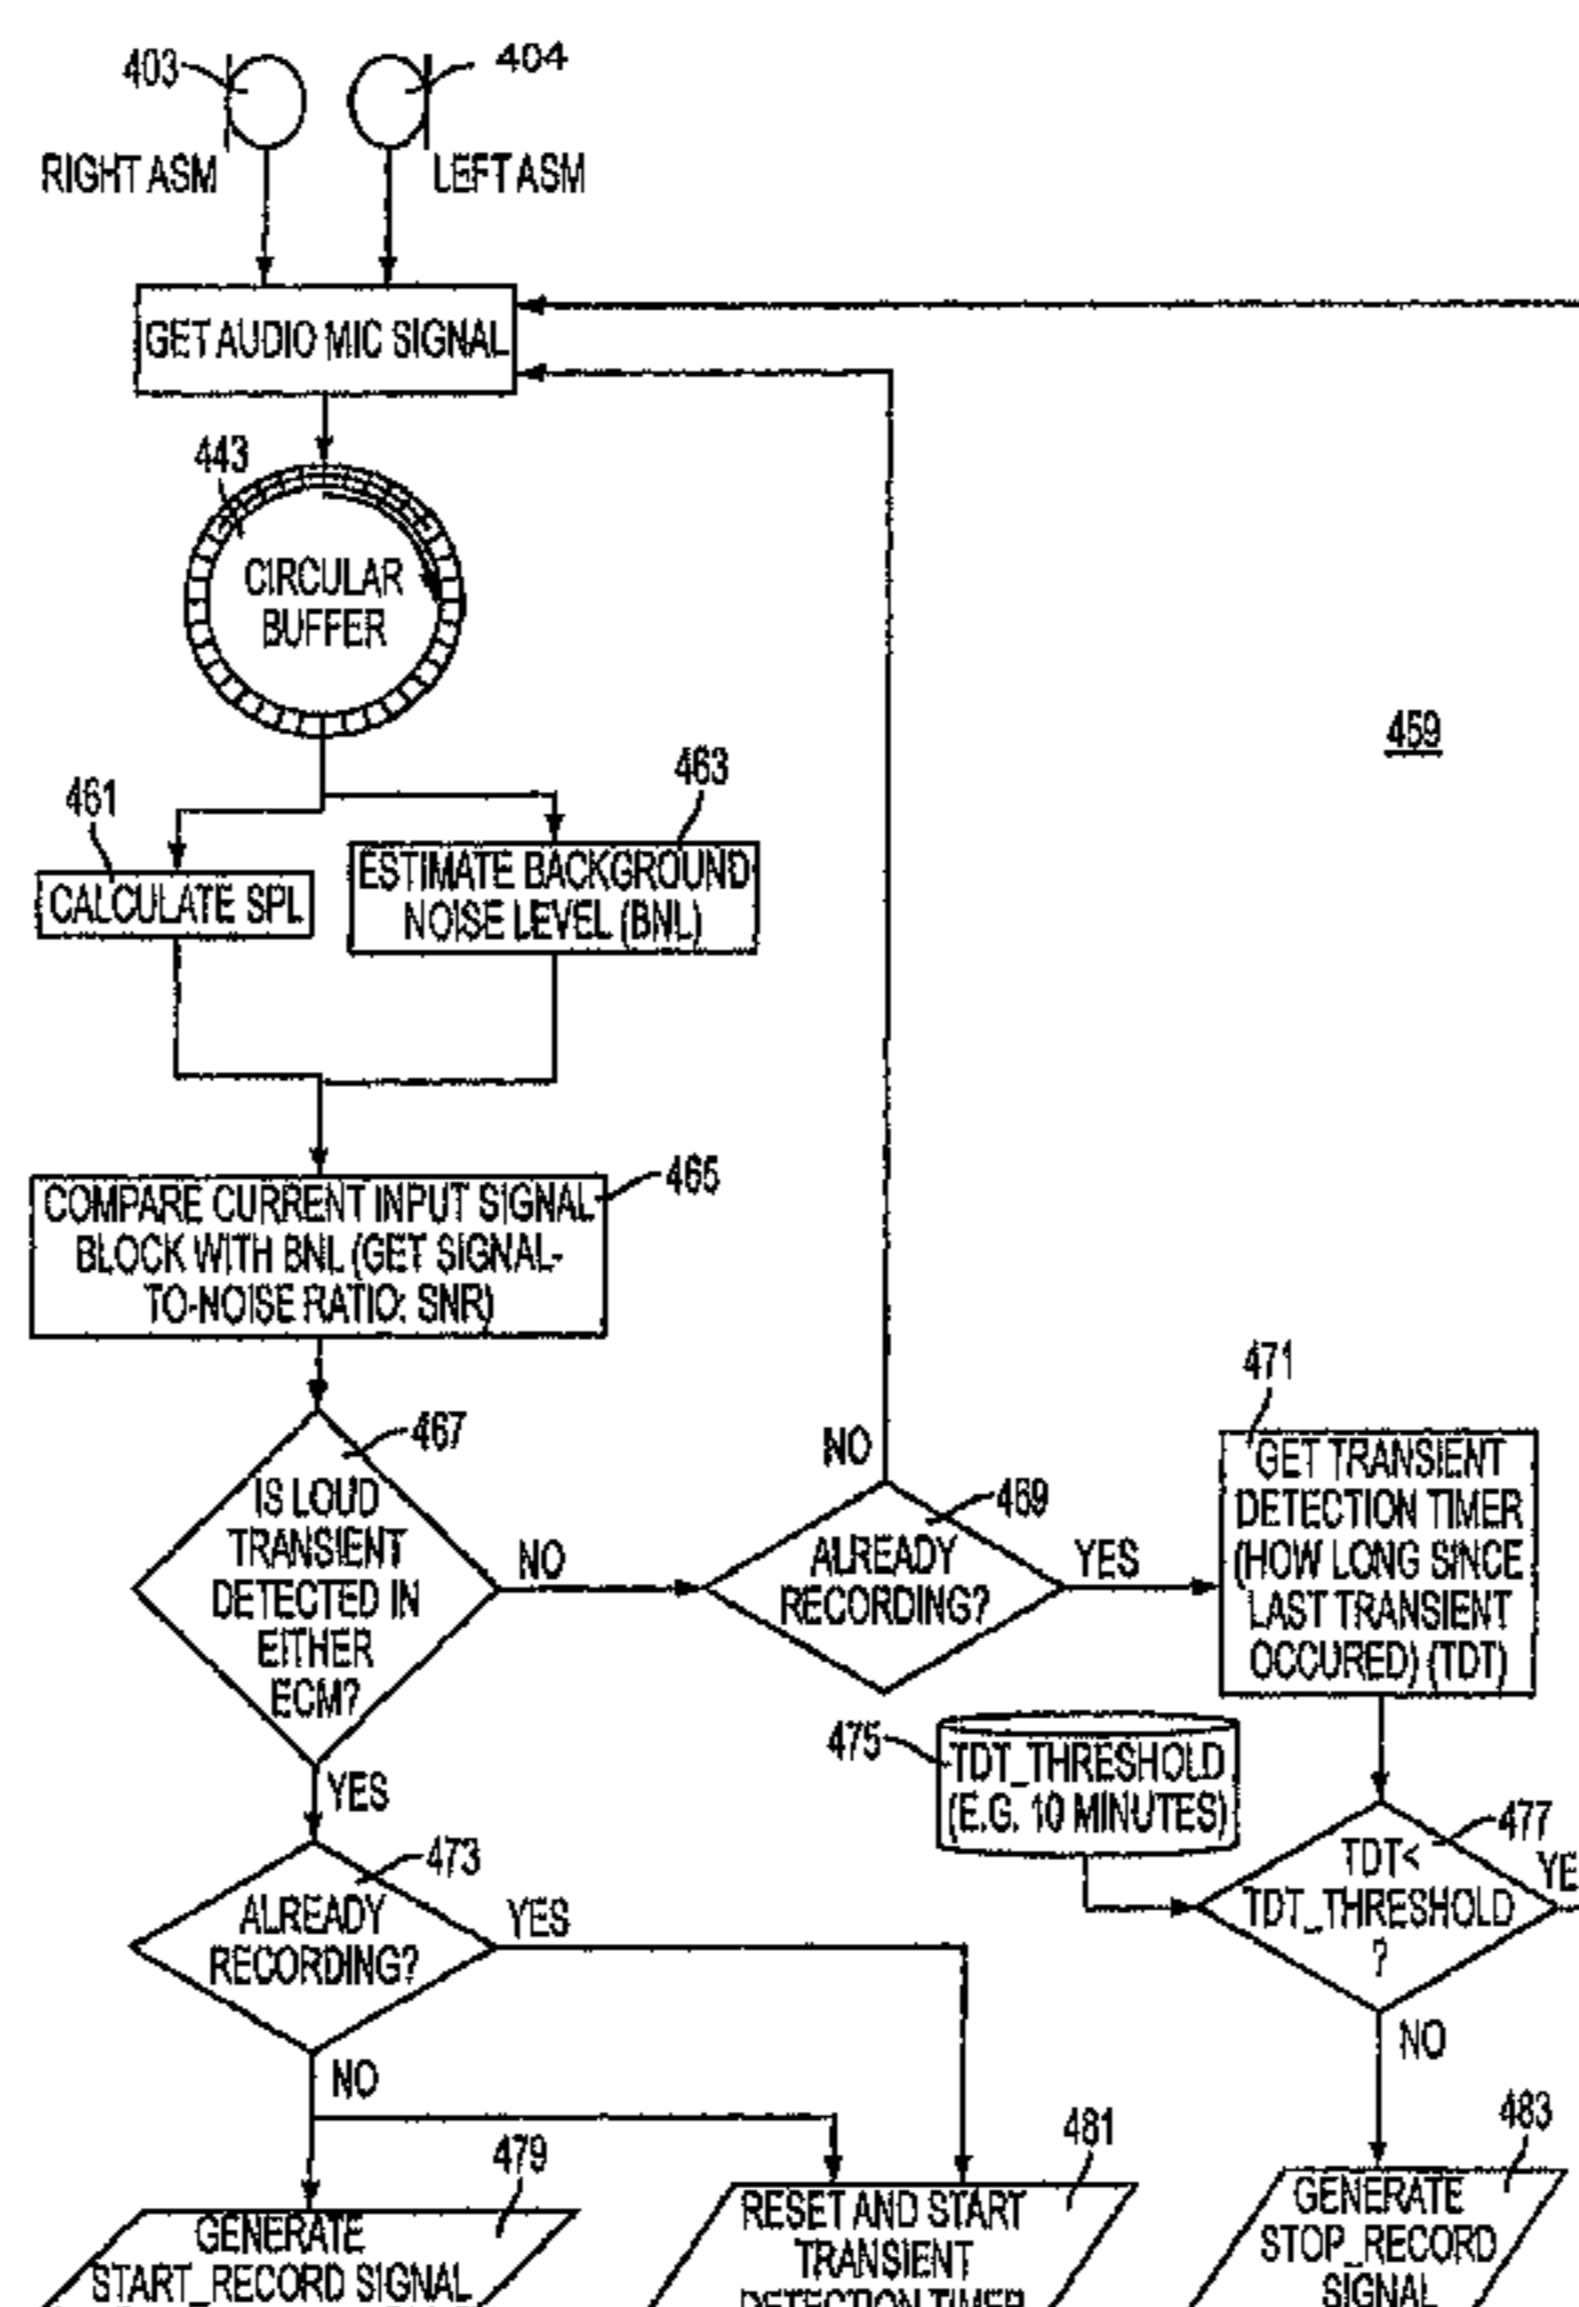 403
404
RIGHT ASM
LEFT ASM
GET AUDIO MIC SIGNAL
443
CIRCULAR
BUFFER
459
461
463
CALCULATE SPL
ESTIMATE BACKGROUND
NOISE LEVEL (BNL)
465
COMPARE CURRENT INPUT SIGNAL
BLOCK WITH BNL (GET SIGNAL-
TO-NOISE RATIO: SNR)
467
IS LOUD
TRANSIENT
DETECTED IN
EITHER
ECM?
NO
YES
NO
469
ALREADY
RECORDING?
YES
471
GET TRANSIENT
DETECTION TIMER
(HOW LONG SINCE
LAST TRANSIENT
OCCURED) (TDT)
475
TDT_THRESHOLD
(E.G. 10 MINUTES)
477
TDT<
TDT_THRESHOLD
?
YE
NO
473
ALREADY
RECORDING?
YES
NO
479
GENERATE
START_RECORD SIGNAL
481
RESET AND START
TRANSIENT
DETECTION TIMER
483
GENERATE
STOP_RECORD
SIGNAL